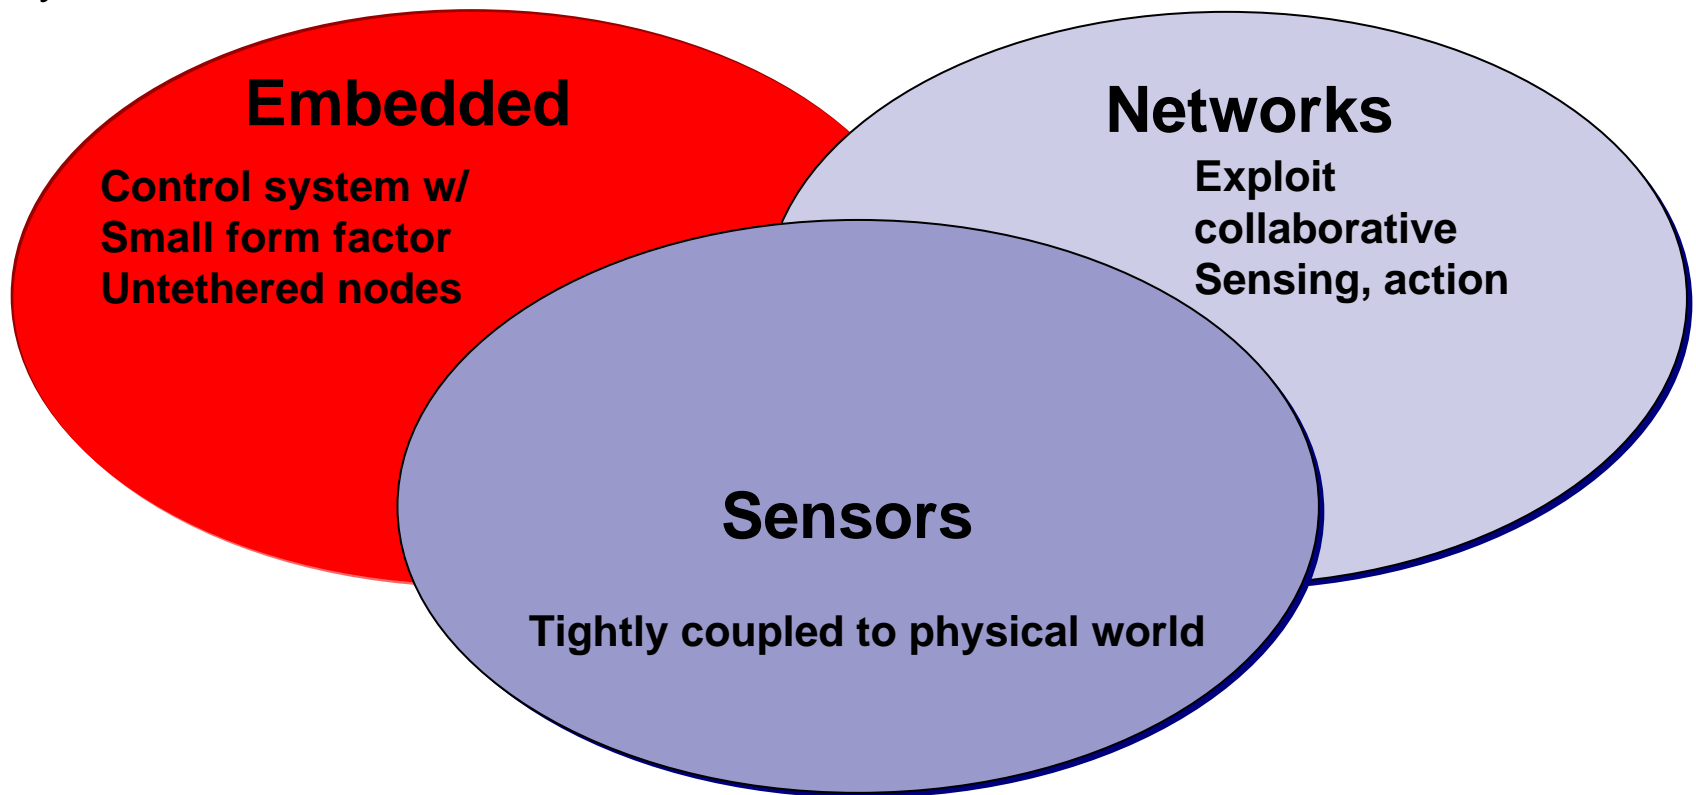 Embedded
Control system w/
Small form factor
Untethered nodes
Networks
Exploit
collaborative
Sensing, action
Sensors
Tightly coupled to physical world